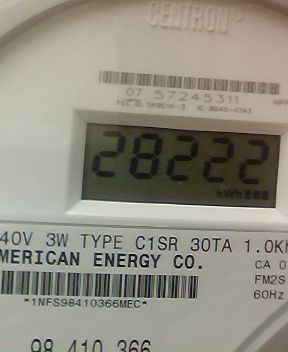 CENTRON®
07 57245311
28222
kWh
40V 3W TYPE C1SR 30TA 1.0K
MERICAN ENERGY CO.
CA 0
FM2S
*1NFS98410366MEC*
60Hz
98 410 366